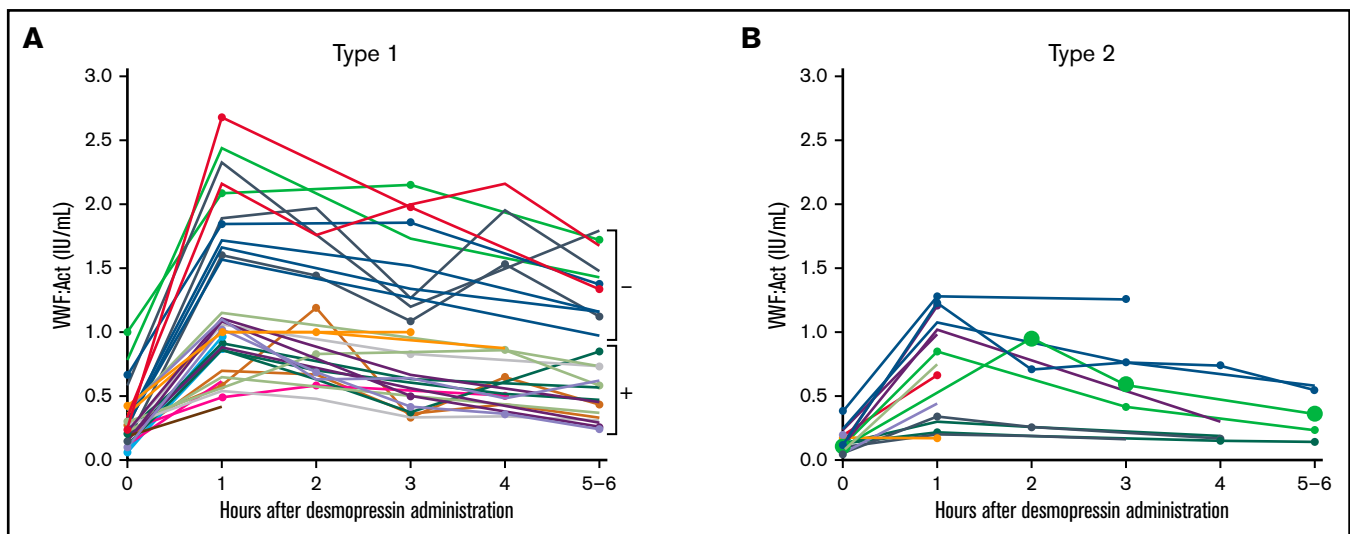 A
Type 1
VWF:Act (IU/mL)
3.0
2.5
2.0
1.5
1.0
0.5
0.0
0 1 2 3 4 5–6
Hours after desmopressin administration
–
+
B
Type 2
VWF:Act (IU/mL)
3.0
2.5
2.0
1.5
1.0
0.5
0.0
0 1 2 3 4 5–6
Hours after desmopressin administration